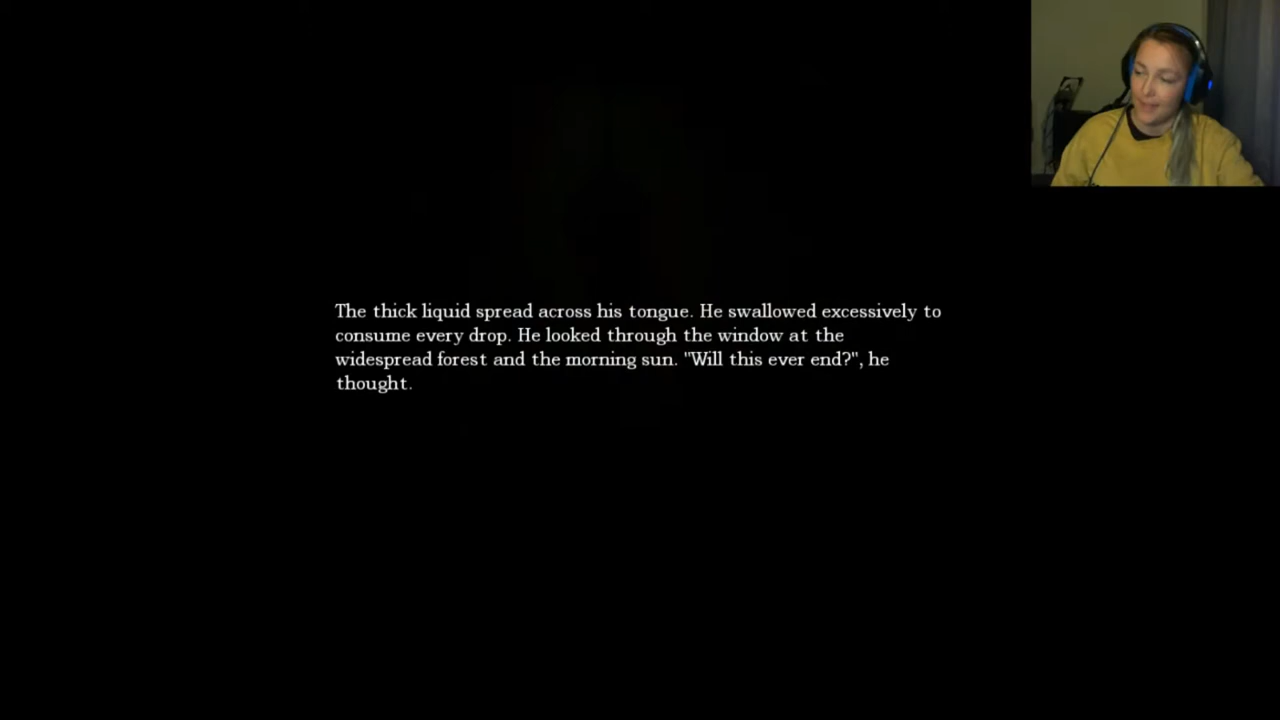 The thick liquid spread across his tongue. He swallowed excessively to
consume every drop. He looked through the window at the
widespread forest and the morning sun. "Will this ever end?", he
thought.